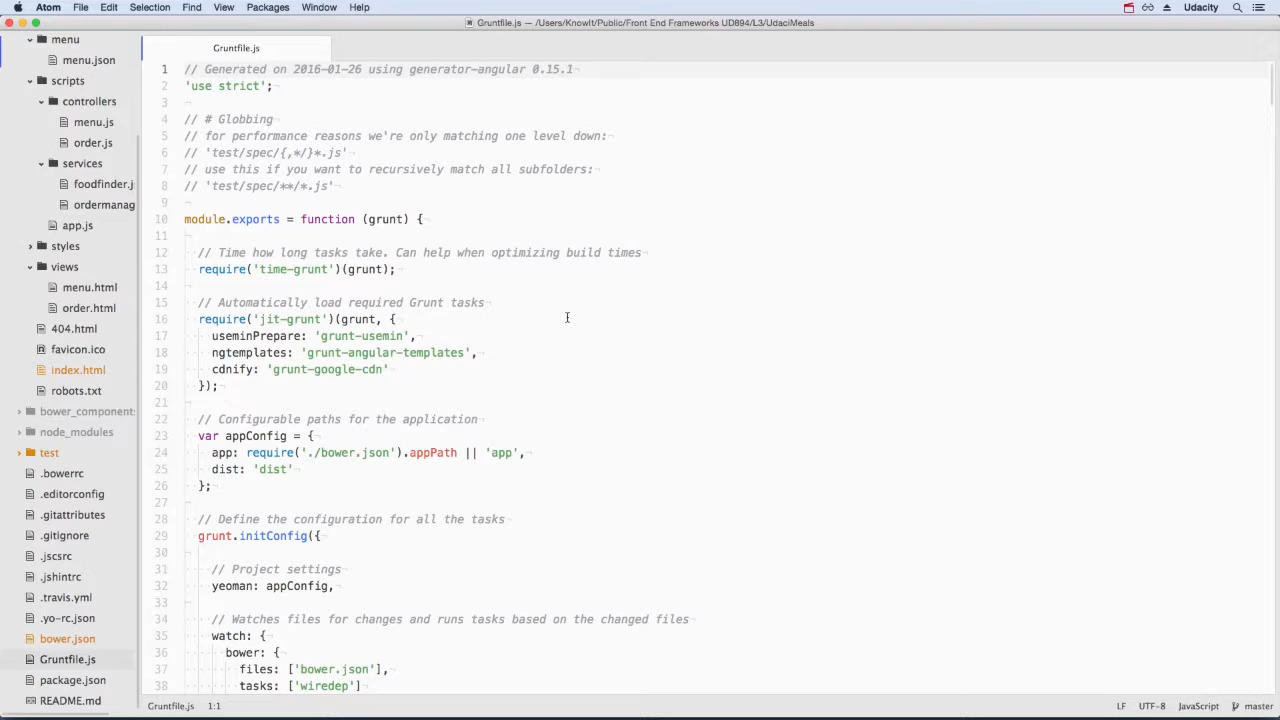 Atom File Edit Selection Find View Packages Window Help Udacity
Gruntfile.js — /Users/KnowIt/Public/Front End Frameworks UD894/L3/UdaciMeals
menu
menu.json
scripts
controllers
menu.js
order.js
services
foodfinder.j
ordermanag
app.js
styles
views
menu.html
order.html
404.html
favicon.ico
index.html
robots.txt
bower_component
node_modules
test
.bowerrc
.editorconfig
.gitattributes
.gitignore
.jscsrc
.jshintrc
.travis.yml
.yo-rc.json
bower.json
Gruntfile.js
package.json
README.md
Gruntfile.js
1 // Generated on 2016-01-26 using generator-angular 0.15.1
2 'use strict';
3
4 // # Globbing
5 // for performance reasons we're only matching one level down:
6 // 'test/spec/{,*/}*.js'
7 // use this if you want to recursively match all subfolders:
8 // 'test/spec/**/*.js'
9
10 module.exports = function (grunt) {
11
12 // Time how long tasks take. Can help when optimizing build times
13 require('time-grunt')(grunt);
14
15 // Automatically load required Grunt tasks
16 require('jit-grunt')(grunt, {
17 useminPrepare: 'grunt-usemin',
18 ngtemplates: 'grunt-angular-templates',
19 cdnify: 'grunt-google-cdn'
20 });
21
22 // Configurable paths for the application
23 var appConfig = {
24 app: require('./bower.json').appPath || 'app',
25 dist: 'dist'
26 };
27
28 // Define the configuration for all the tasks
29 grunt.initConfig({
30
31 // Project settings
32 yeoman: appConfig,
33
34 // Watches files for changes and runs tasks based on the changed files
35 watch: {
36 bower: {
37 files: ['bower.json'],
38 tasks: ['wiredep']
Gruntfile.js 1:1 LF UTF-8 JavaScript master